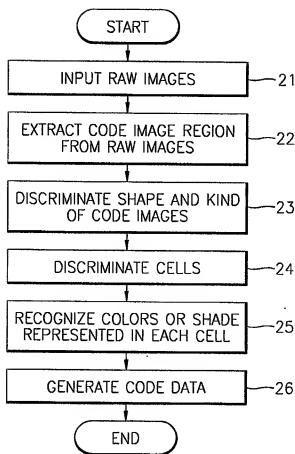 START
INPUT RAW IMAGES 21
EXTRACT CODE IMAGE REGION
FROM RAW IMAGES 22
DISCRIMINATE SHAPE AND KIND
OF CODE IMAGES 23
DISCRIMINATE CELLS 24
RECOGNIZE COLORS OR SHADE
REPRESENTED IN EACH CELL 25
GENERATE CODE DATA 26
END